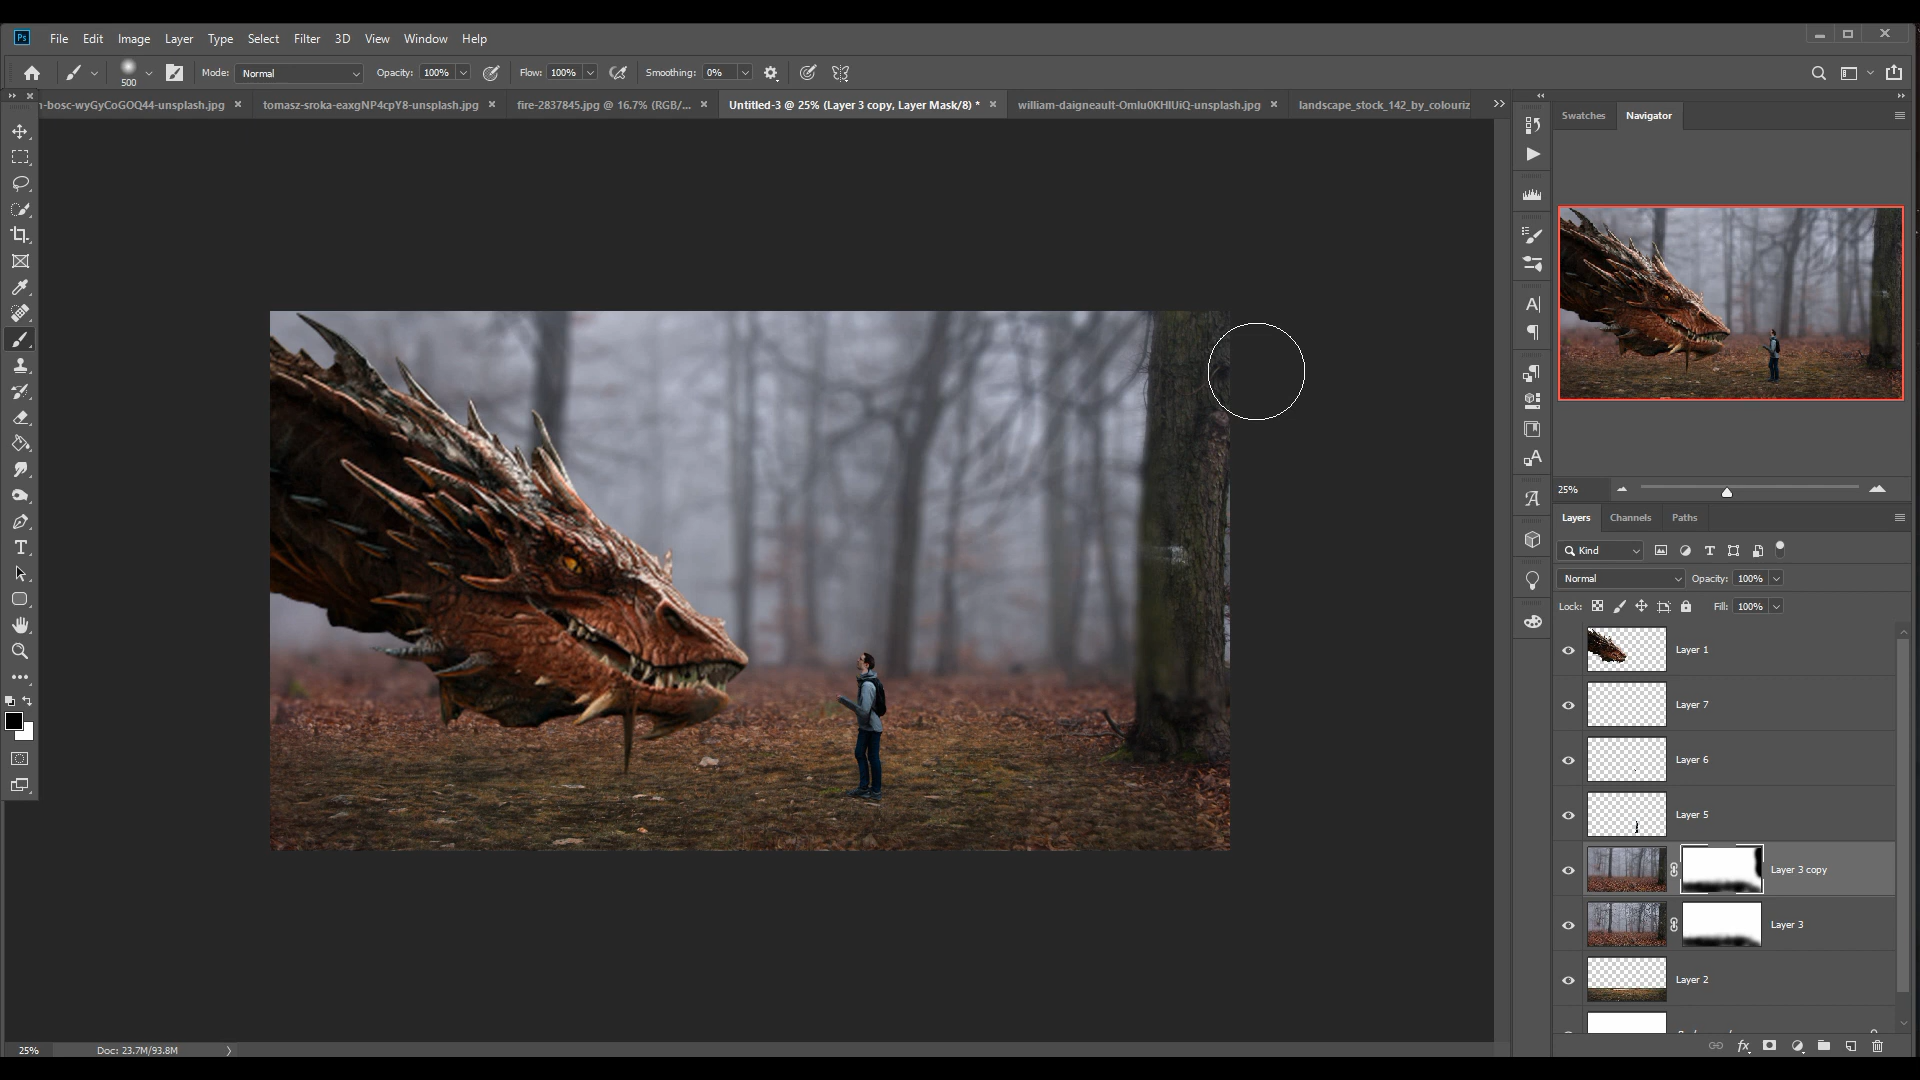 Ps File Edit Image Layer Type Select Filter 3D View Window Help
500 Mode: Normal Opacity: 100% Flow: 100% Smoothing: 0%
n-bosc-wyGyCoGOQ44-unsplash.jpg tomasz-sroka-eaxgNP4cpY8-unsplash.jpg fire-2837845.jpg @ 16.7% (RGB/... Untitled-3 @ 25% (Layer 3 copy, Layer Mask/8) * william-daigneault-OmIu0KHIUiQ-unsplash.jpg landscape_stock_142_by_colouriz
Swatches Navigator
25%
Layers Channels Paths
Kind
Normal Opacity: 100%
Lock: Fill: 100%
Layer 1
Layer 7
Layer 6
Layer 5
Layer 3 copy
Layer 3
Layer 2
25% Doc: 23.7M/93.8M